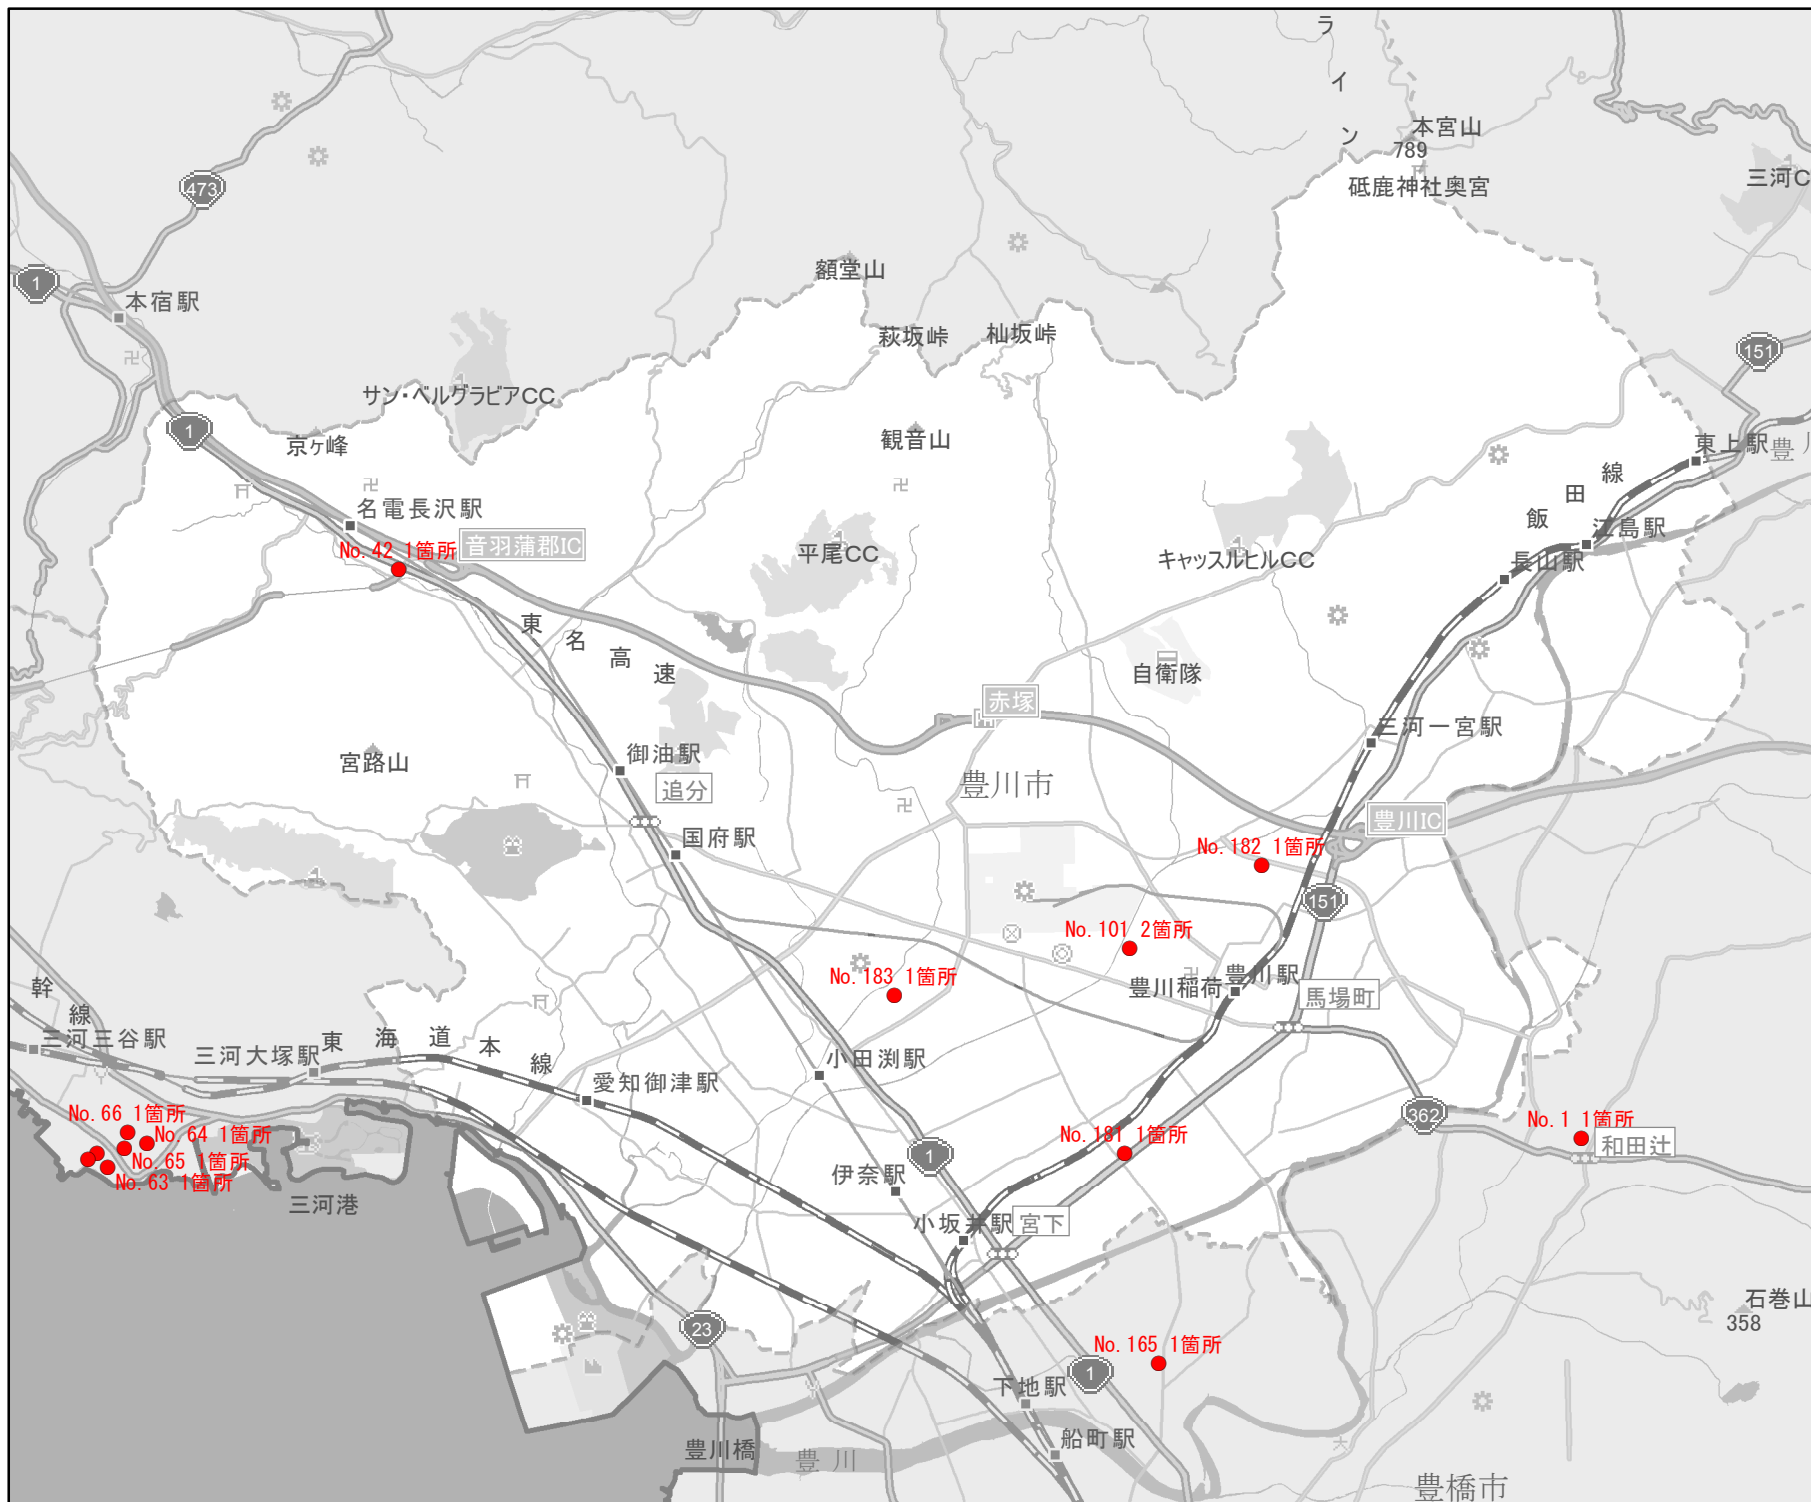 ライン
本宮山
789
砥鹿神社奥宮
三河C
473
1
本宿駅
額堂山
萩坂峠
杣坂峠
151
サン・ベルグラビアCC
1
京ヶ峰
観音山
東上駅
豊川
飯田線
名電長沢駅
音羽蒲郡IC
No.42 1箇所
平尾CC
キャッスルヒルCC
江島駅
長山駅
東名高速
自衛隊
赤塚
三河一宮駅
宮路山
御油駅
追分
豊川市
豊川IC
国府駅
No.182 1箇所
151
No.101 2箇所
No.183 1箇所
豊川稲荷
豊川駅
馬場町
幹線
三河三谷駅
三河大塚駅
東海道本線
小田渕駅
愛知御津駅
362
No.66 1箇所
No.64 1箇所
No.65 1箇所
No.63 1箇所
No.181 1箇所
No.1 1箇所
和田辻
1
伊奈駅
三河港
小坂井駅
宮下
石巻山
358
23
No.165 1箇所
1
下地駅
船町駅
豊川橋
豊川
豊橋市